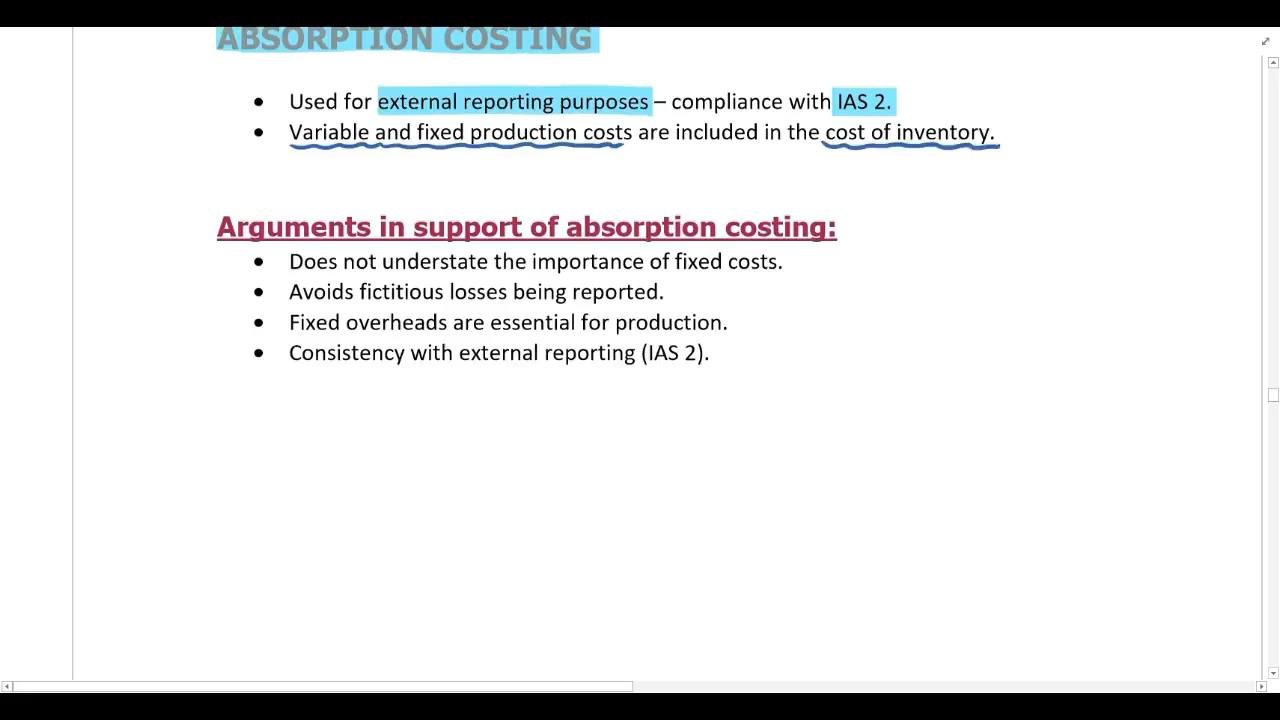 ABSORPTION COSTING
• Used for external reporting purposes – compliance with IAS 2.
• Variable and fixed production costs are included in the cost of inventory.
Arguments in support of absorption costing:
• Does not understate the importance of fixed costs.
• Avoids fictitious losses being reported.
• Fixed overheads are essential for production.
• Consistency with external reporting (IAS 2).